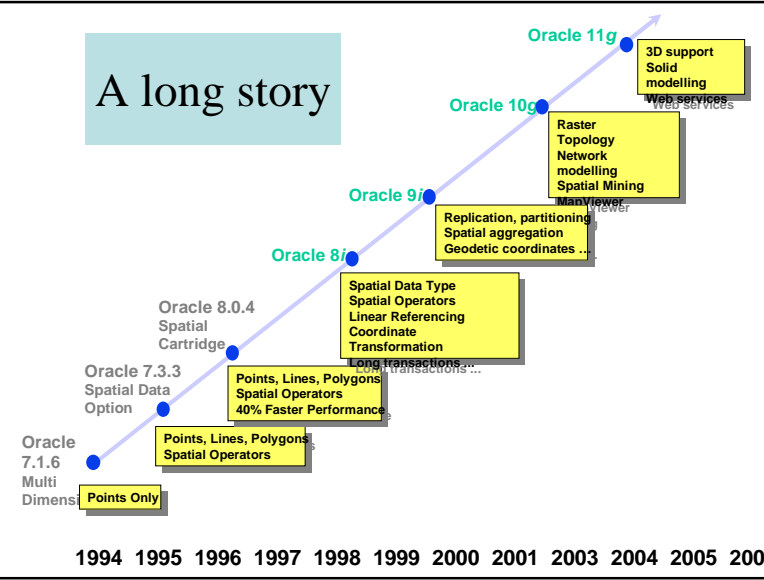 A long story
Oracle 11g
3D support
Solid
modelling
Web services
Oracle 10g
Raster
Topology
Network
modelling
Spatial Mining
MapViewer
Oracle 9i
Replication, partitioning
Spatial aggregation
Geodetic coordinates ...
Oracle 8i
Spatial Data Type
Spatial Operators
Linear Referencing
Coordinate
Transformation
Long transactions ...
Oracle 8.0.4
Spatial
Cartridge
Points, Lines, Polygons
Spatial Operators
40% Faster Performance
Oracle 7.3.3
Spatial Data
Option
Points, Lines, Polygons
Spatial Operators
Oracle
7.1.6
Multi
Dimensi
Points Only
1994 1995 1996 1997 1998 1999 2000 2001 2003 2004 2005 200